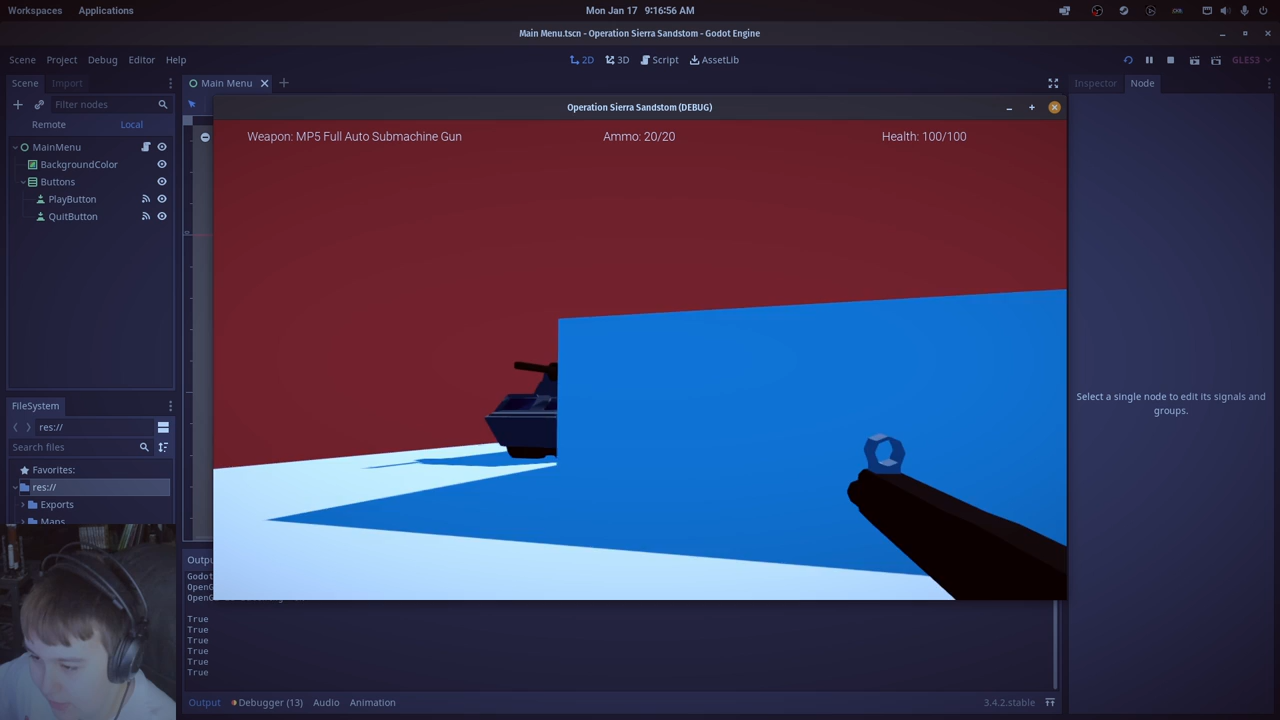 Workspaces Applications Mon Jan 17 9:16:56 AM
Main Menu.tscn - Operation Sierra Sandstom - Godot Engine
Scene Project Debug Editor Help 2D 3D Script AssetLib GLES3
Scene Import Main Menu Inspector Node
Filter nodes
Operation Sierra Sandstom (DEBUG)
Remote Local
Weapon: MP5 Full Auto Submachine Gun Ammo: 20/20 Health: 100/100
MainMenu
BackgroundColor
Buttons
PlayButton
QuitButton
Select a single node to edit its signals and
groups.
FileSystem
res://
Search files
Favorites:
res://
Exports
Maps
Outpu
Godot
OpenG
True
True
True
True
True
True
Output Debugger (13) Audio Animation 3.4.2.stable